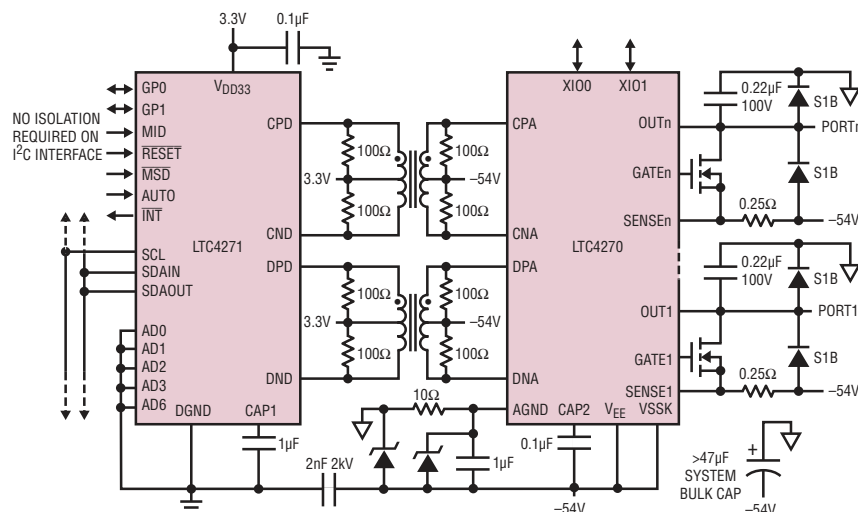 3.3V
0.1µF
VDD33
GP0
GP1
MID
RESET
MSD
AUTO
INT
NO ISOLATION
REQUIRED ON
I2C INTERFACE
SCL
SDAIN
SDAOUT
AD0
AD1
AD2
AD3
AD6
LTC4271
CPD
CND
DPD
DND
DGND
CAP1
1µF
2nF 2kV
100Ω
3.3V
100Ω
100Ω
–54V
100Ω
100Ω
3.3V
100Ω
100Ω
–54V
100Ω
10Ω
1µF
XIO0
XIO1
CPA
CNA
LTC4270
DPA
DNA
AGND
CAP2
VEE
VSSK
0.1µF
–54V
OUTn
GATEn
SENSEn
0.22µF
100V
S1B
PORTn
S1B
0.25Ω
–54V
OUT1
GATE1
SENSE1
0.22µF
100V
S1B
PORT1
S1B
0.25Ω
–54V
+
>47µF
SYSTEM
BULK CAP
–54V